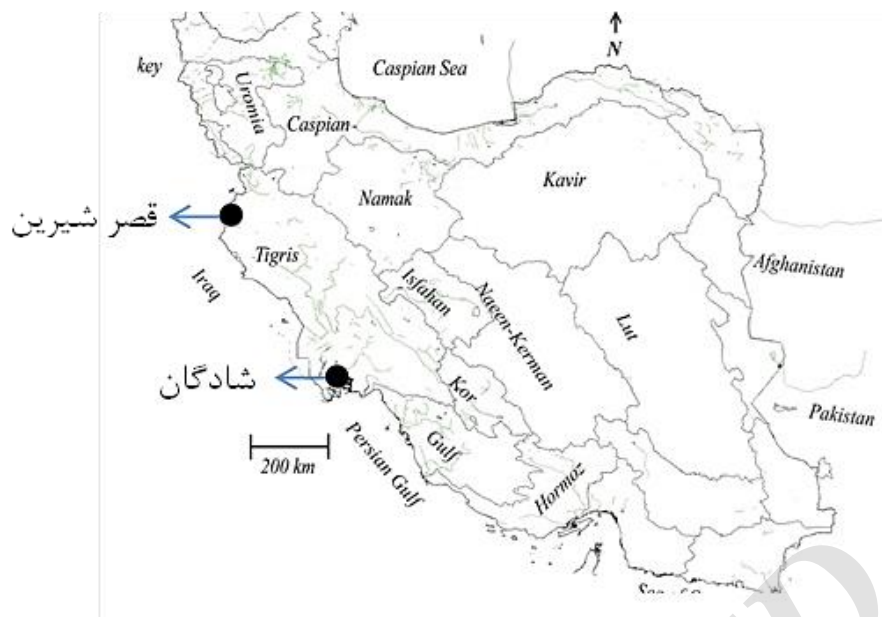 N
key
Caspian Sea
Uromia
Caspian
Namak
Kavir
قصر شیرین
Tigris
Iraq
Isfahan
Naeen-Kerman
Lut
Afghanistan
شادگان
Kor
Pakistan
200 km
Persian Gulf
Gulf
Hormoz